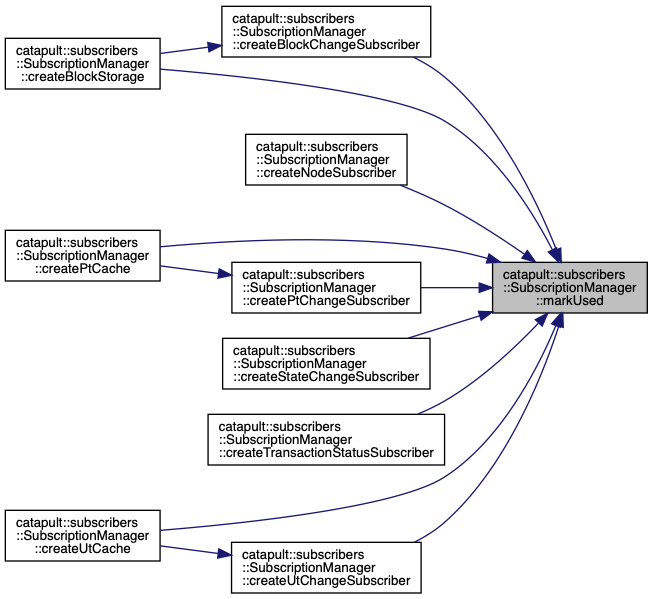 catapult::subscribers
::SubscriptionManager
::createBlockChangeSubscriber
catapult::subscribers
::SubscriptionManager
::createBlockStorage
catapult::subscribers
::SubscriptionManager
::createNodeSubscriber
catapult::subscribers
::SubscriptionManager
::createPtCache
catapult::subscribers
::SubscriptionManager
::createPtChangeSubscriber
catapult::subscribers
::SubscriptionManager
::markUsed
catapult::subscribers
::SubscriptionManager
::createStateChangeSubscriber
catapult::subscribers
::SubscriptionManager
::createTransactionStatusSubscriber
catapult::subscribers
::SubscriptionManager
::createUtCache
catapult::subscribers
::SubscriptionManager
::createUtChangeSubscriber